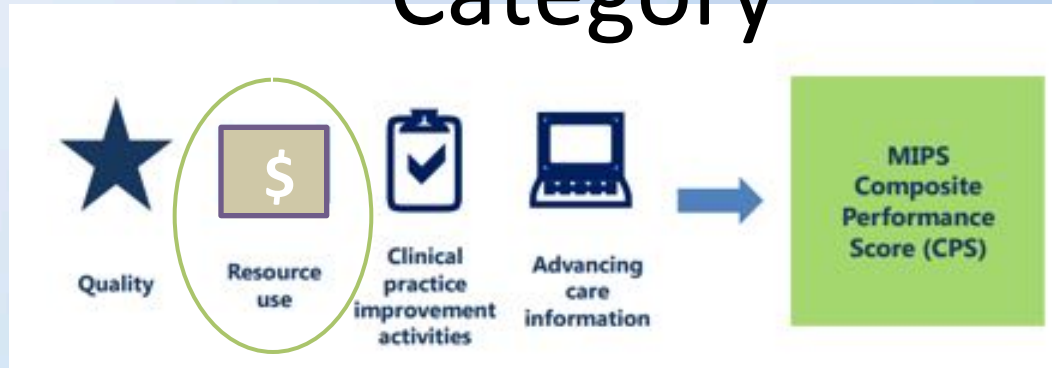 Category
$
Quality
Resource
use
Clinical
practice
improvement
activities
Advancing
care
information
MIPS
Composite
Performance
Score (CPS)